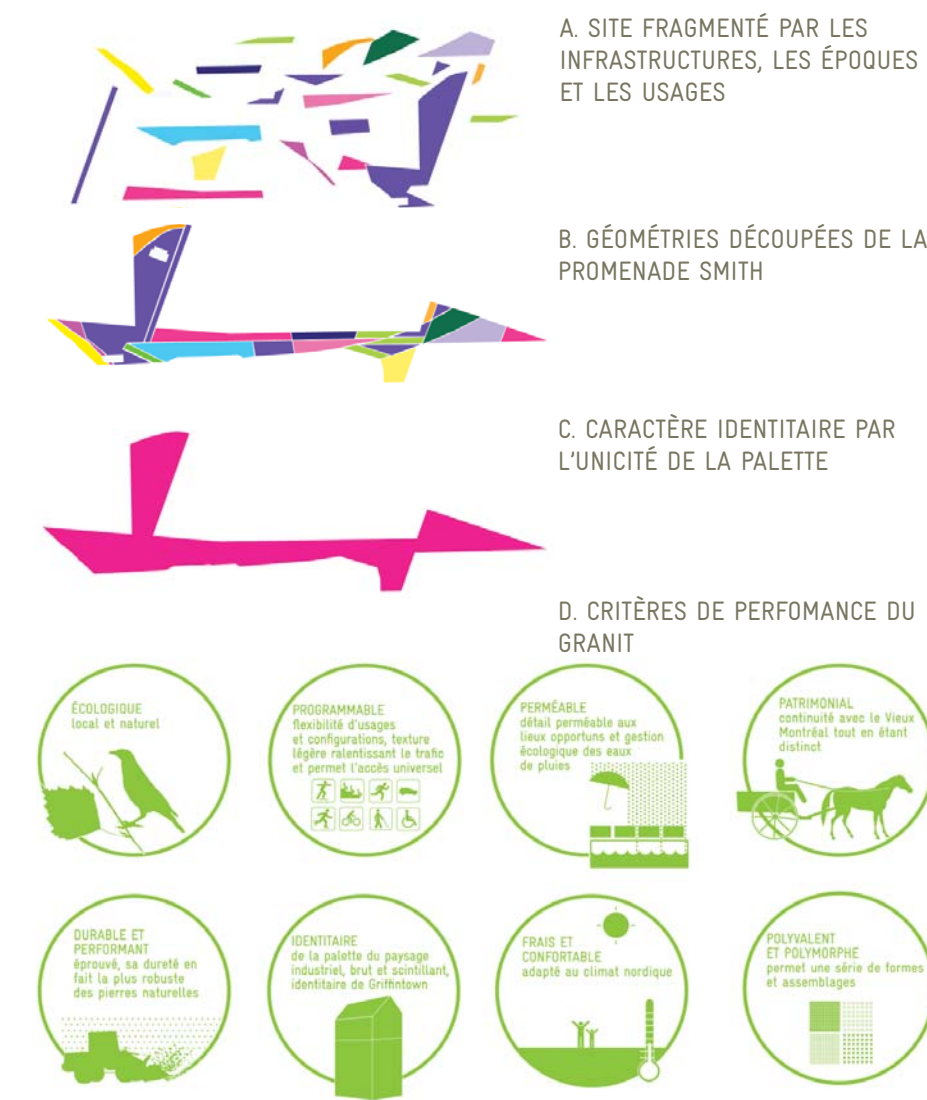 A. SITE FRAGMENTÉ PAR LES
INFRASTRUCTURES, LES ÉPOQUES
ET LES USAGES
B. GÉOMÉTRIES DÉCOUPÉES DE LA
PROMENADE SMITH
C. CARACTÈRE IDENTITAIRE PAR
L'UNICITÉ DE LA PALETTE
D. CRITÈRES DE PERFOMANCE DU
GRANIT
ÉCOLOGIQUE
local et naturel
PROGRAMMABLE
flexibilité d'usages
et configurations, texture
légère ralentissant le trafic
et permet l'accès universel
PERMÉABLE
détail perméable aux
lieux opportuns et gestion
écologique des eaux
de pluies
PATRIMONIAL
continuité avec le Vieux
Montréal tout en étant
distinct
DURABLE ET
PERFORMANT
éprouvé, sa dureté en
fait la plus robuste
des pierres naturelles
IDENTITAIRE
de la palette du paysage
industriel, brut et scintillant,
identitaire de Griffintown
FRAIS ET
CONFORTABLE
adapté au climat nordique
POLYVALENT
ET POLYMORPHE
permet une série de formes
et assemblages